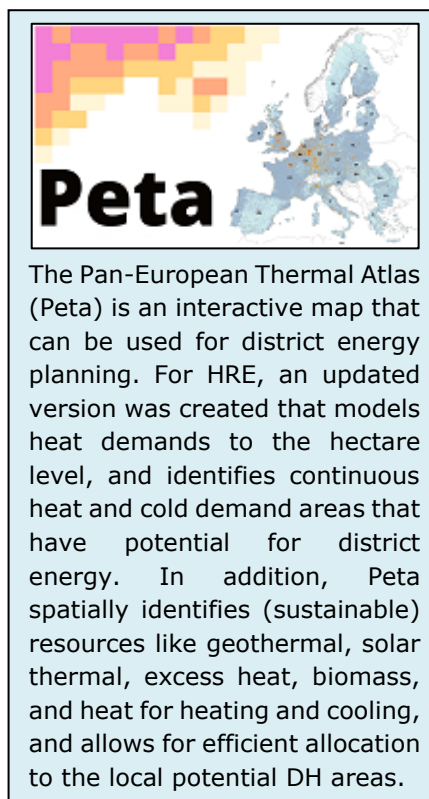 Peta
The Pan-European Thermal Atlas
(Peta) is an interactive map that
can be used for district energy
planning. For HRE, an updated
version was created that models
heat demands to the hectare
level, and identifies continuous
heat and cold demand areas that
have potential for district
energy. In addition, Peta
spatially identifies (sustainable)
resources like geothermal, solar
thermal, excess heat, biomass,
and heat for heating and cooling,
and allows for efficient allocation
to the local potential DH areas.